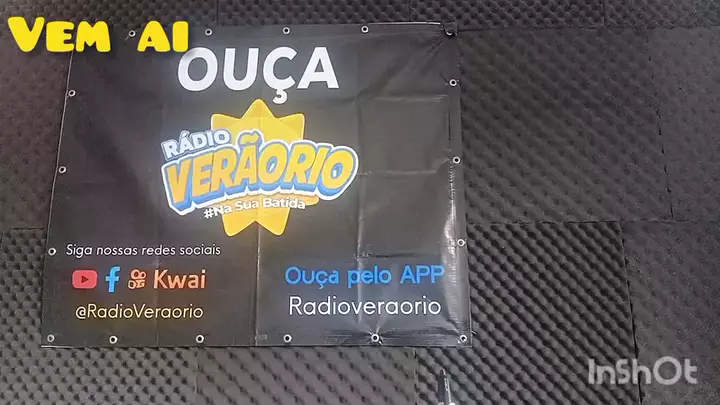 Vem ai
OUÇA
RÁDIO
VERÃORIO
#Na Sua Batida
Siga nossas redes sociais
Kwai
@RadioVeraorio
Ouça pelo APP
Radioveraorio
InShOt